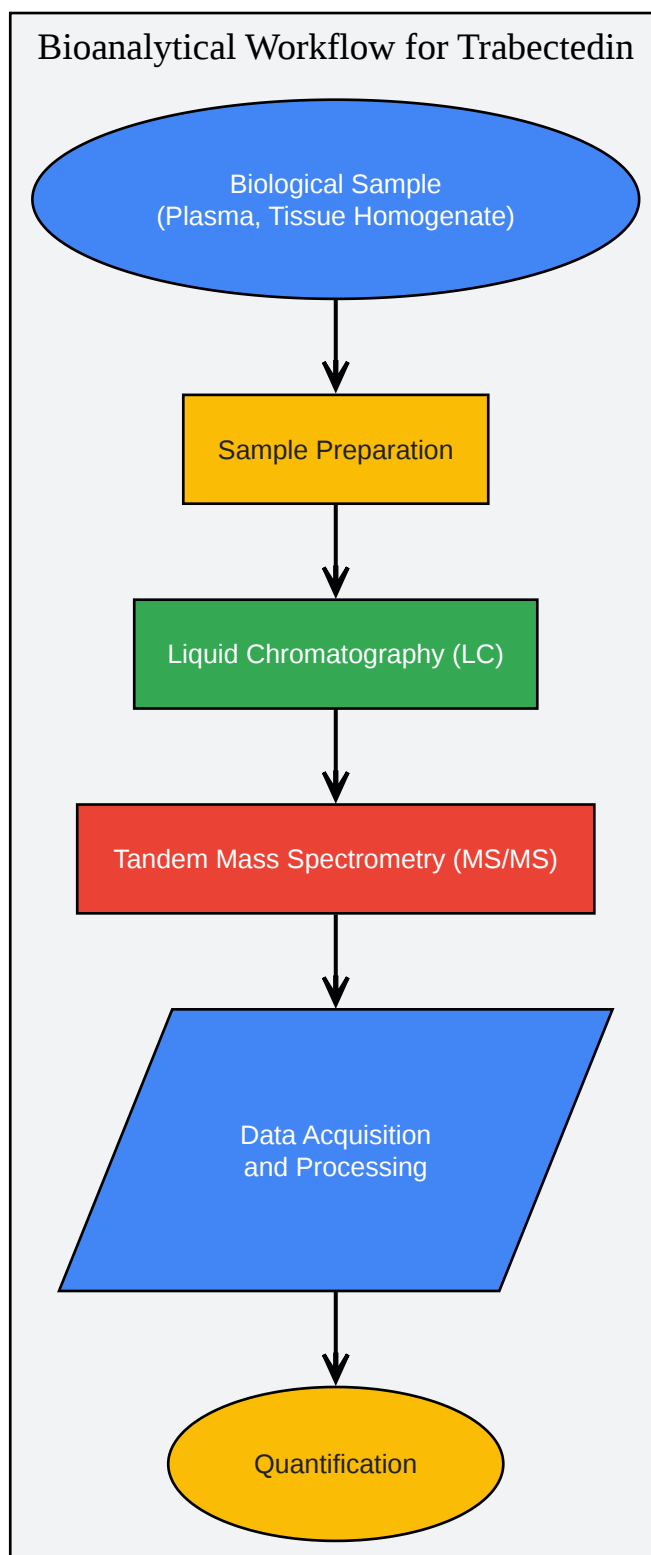 Bioanalytical Workflow for Trabectedin
Biological Sample
(Plasma, Tissue Homogenate)
Sample Preparation
Liquid Chromatography (LC)
Tandem Mass Spectrometry (MS/MS)
Data Acquisition
and Processing
Quantification